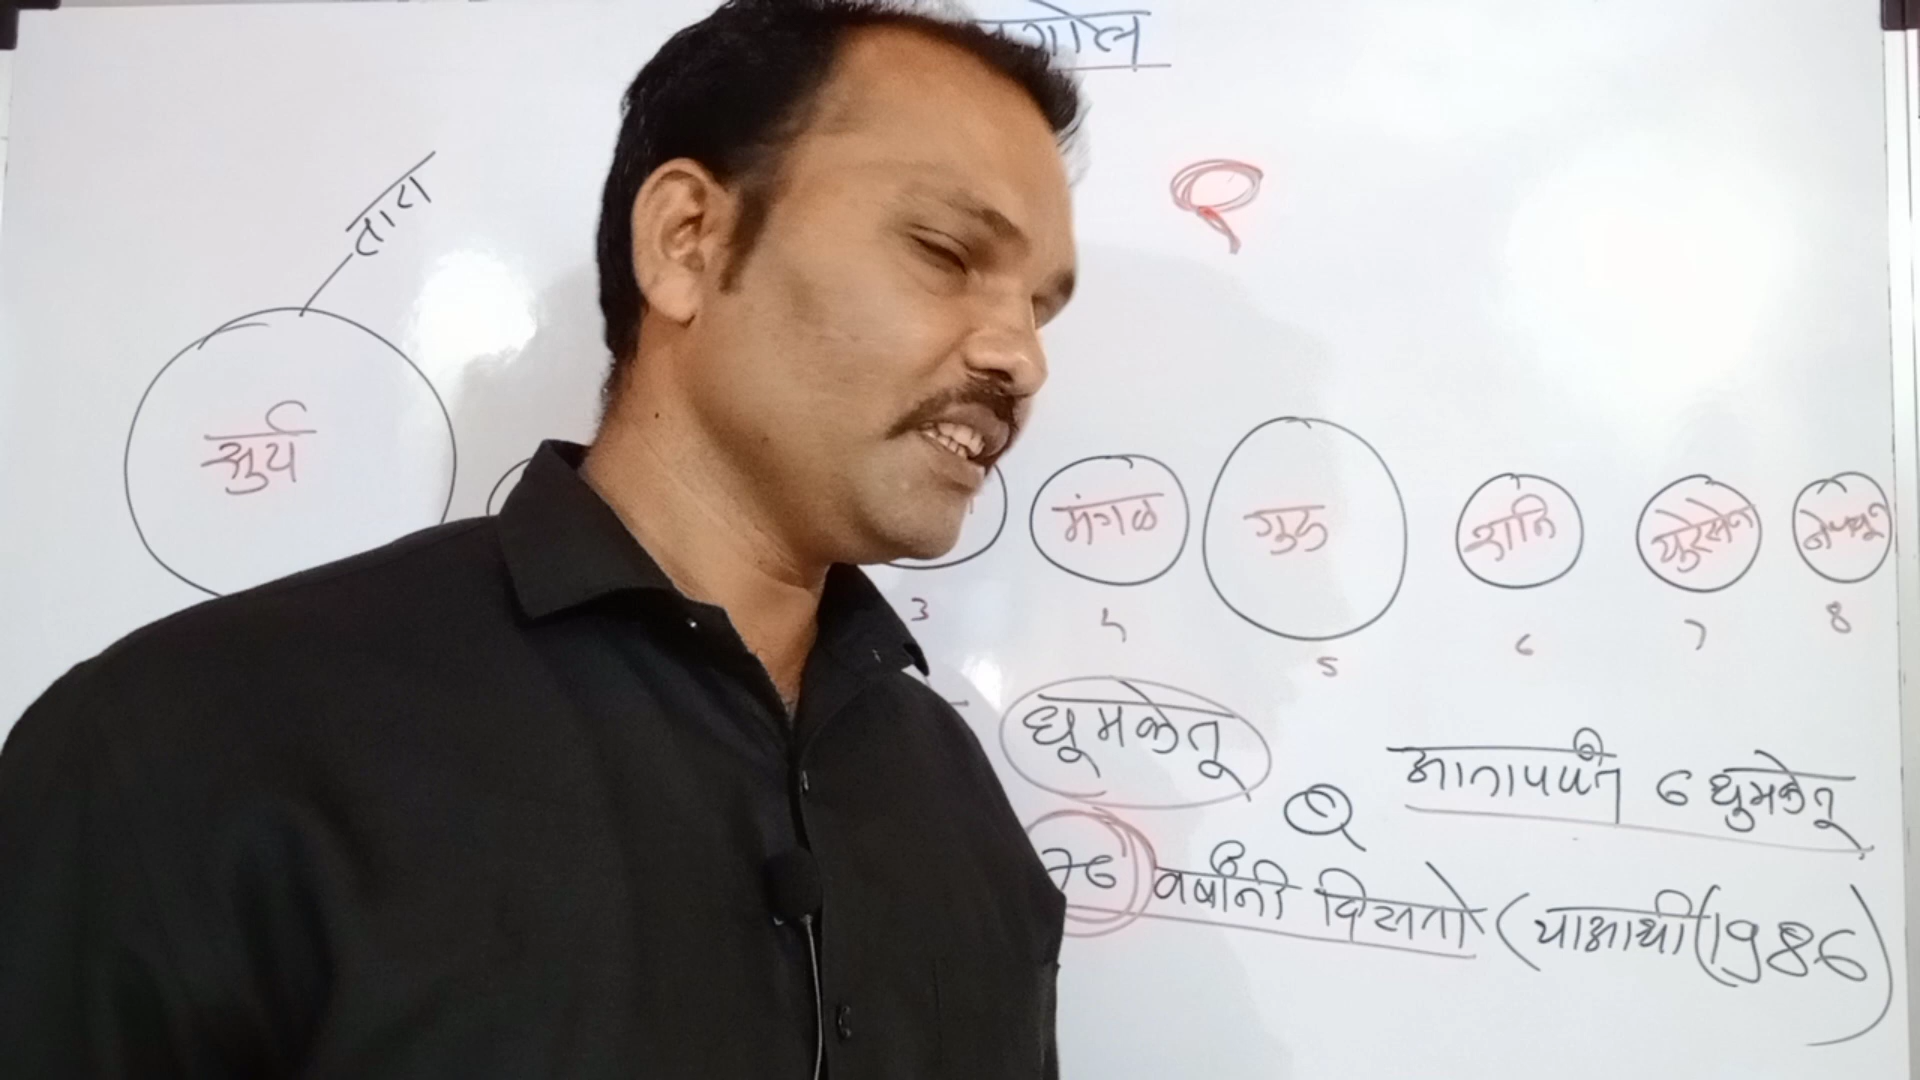 तारा
सुर्य
मंगळ
गुरु
शनि
युरेनेस
नेपच्यून
3
4
5
6
7
8
धूमकेतू
आतापर्यंत 6 धुमकेतू
76 वर्षांनी दिसतो (याआधी (1986)